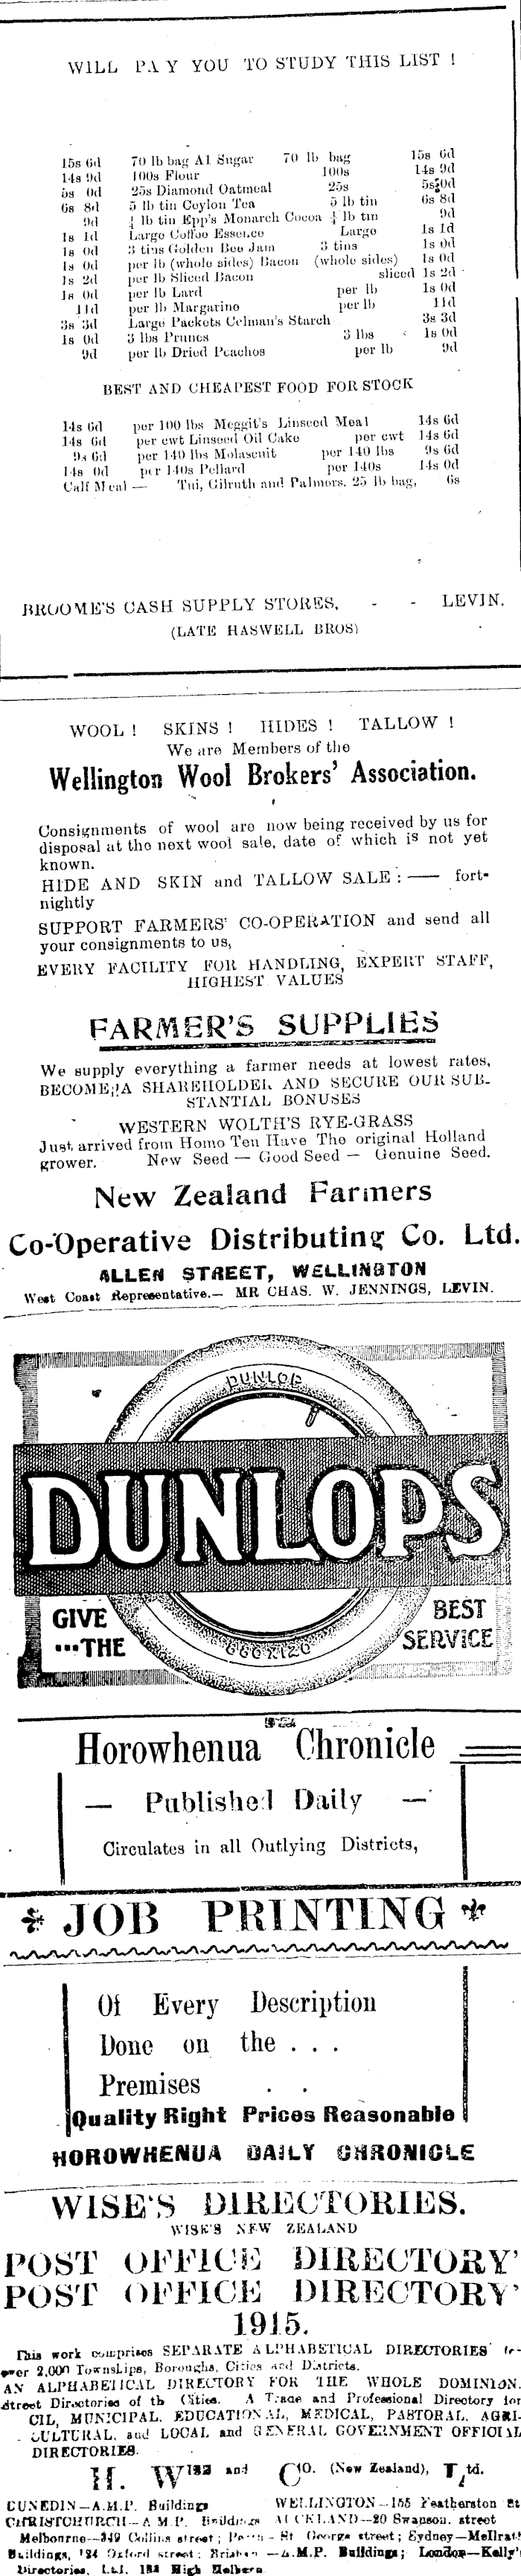 WILL PAY YOU TO STUDY THIS LIST !
15s 6d 70 lb bag A1 Sugar 70 lb bag 15s 6d
14s 9d 100s Flour 100s 14s 9d
5s 0d 25s Diamond Oatmeal 25s 5s 0d
6s 8d 5 lb tin Ceylon Tea 5 lb tin 6s 8d
9d ¼ lb tin Epp's Monarch Cocoa ¼ lb tin 9d
1s 1d Large Coffee Essence Large 1s 1d
1s 0d 3 tins Golden Bee Jam 3 tins 1s 0d
1s 0d per lb (whole sides) Bacon (whole sides) 1s 0d
1s 2d per lb Sliced Bacon sliced 1s 2d
1s 0d per lb Lard per lb 1s 0d
11d per lb Margarine per lb 11d
3s 3d Large Packets Colman's Starch 3s 3d
1s 0d 3 lbs Prunes 3 lbs 1s 0d
9d per lb Dried Peaches per lb 9d
BEST AND CHEAPEST FOOD FOR STOCK
14s 6d per 100 lbs Meggit's Linseed Meal 14s 6d
14s 6d per cwt Linseed Oil Cake per cwt 14s 6d
9s 6d per 140 lbs Molascuit per 140 lbs 9s 6d
14s 0d per 140s Pollard per 140s 14s 0d
Calf Meal — Tui, Gilruth and Palmers. 25 lb bag, 6s
BROOME'S CASH SUPPLY STORES, - - LEVIN.
(LATE HASWELL BROS)
WOOL ! SKINS ! HIDES ! TALLOW !
We are Members of the
Wellington Wool Brokers' Association.
Consignments of wool are now being received by us for
disposal at the next wool sale, date of which is not yet
known.
HIDE AND SKIN and TALLOW SALE : — fort-
nightly
SUPPORT FARMERS' CO-OPERATION and send all
your consignments to us,
EVERY FACILITY FOR HANDLING, EXPERT STAFF,
HIGHEST VALUES
FARMER'S SUPPLIES
We supply everything a farmer needs at lowest rates,
BECOME A SHAREHOLDER AND SECURE OUR SUB-
STANTIAL BONUSES
WESTERN WOLTH'S RYE-GRASS
Just arrived from Home Ten Have The original Holland
grower. New Seed — Good Seed — Genuine Seed.
New Zealand Farmers
Co-Operative Distributing Co. Ltd.
ALLEN STREET, WELLINGTON
West Coast Representative.— MR CHAS. W. JENNINGS, LEVIN.
DUNLOP
DUNLOPS
GIVE
...THE
BEST
SERVICE
660X120
Horowhenua Chronicle
— Published Daily —
Circulates in all Outlying Districts,
JOB PRINTING
Of Every Description
Done on the . . .
Premises . .
Quality Right Prices Reasonable
HOROWHENUA DAILY CHRONICLE
WISE'S DIRECTORIES.
WISE'S NEW ZEALAND
POST OFFICE DIRECTORY'
POST OFFICE DIRECTORY'
1915.
This work comprises SEPARATE ALPHABETICAL DIRECTORIES
over 2,000 Townships, Boroughs, Cities and Districts.
AN ALPHABETICAL DIRECTORY FOR THE WHOLE DOMINION.
Street Directories of th Cities. A Trade and Professional Directory for
CIL, MUNICIPAL, EDUCATIONAL, MEDICAL, PASTORAL, AGRI-
CULTURAL, and LOCAL and GENERAL GOVERNMENT OFFICIAL
DIRECTORIES.
H. Wise and Co. (New Zealand), Ltd.
DUNEDIN—A.M.P. Buildings WELLINGTON—155 Featherston St
CHRISTCHURCH—A.M.P. Buildings AUCKLAND—20 Swanson street
Melbourne—349 Collins street; Perth - St George street; Sydney—Mellrath
Buildings, 194 Oxford street; Brisban —A.M.P. Buildings; London—Kelly's
Directories, Ltd. 182 High Holborn